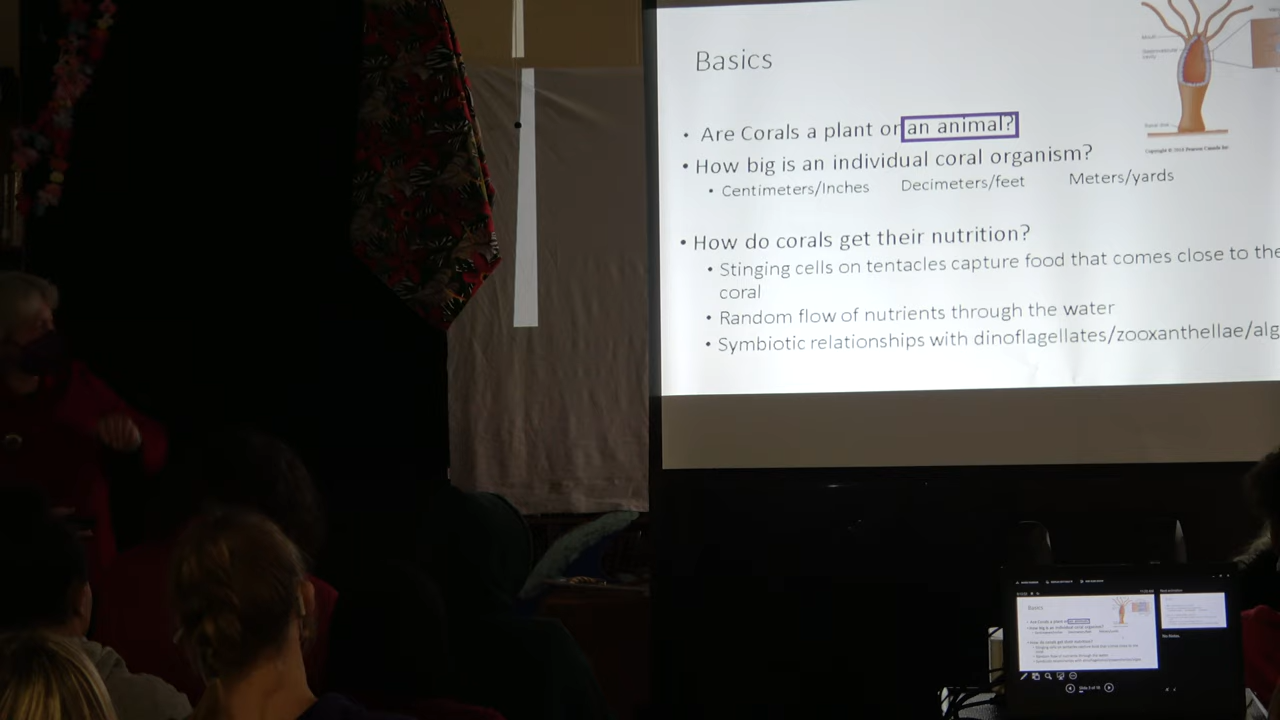 Basics
• Are Corals a plant or an animal?
• How big is an individual coral organism?
• Centimeters/Inches Decimeters/feet Meters/yards
• How do corals get their nutrition?
• Stinging cells on tentacles capture food that comes close to the
coral
• Random flow of nutrients through the water
• Symbiotic relationships with dinoflagellates/zooxanthellae/alg
Basics